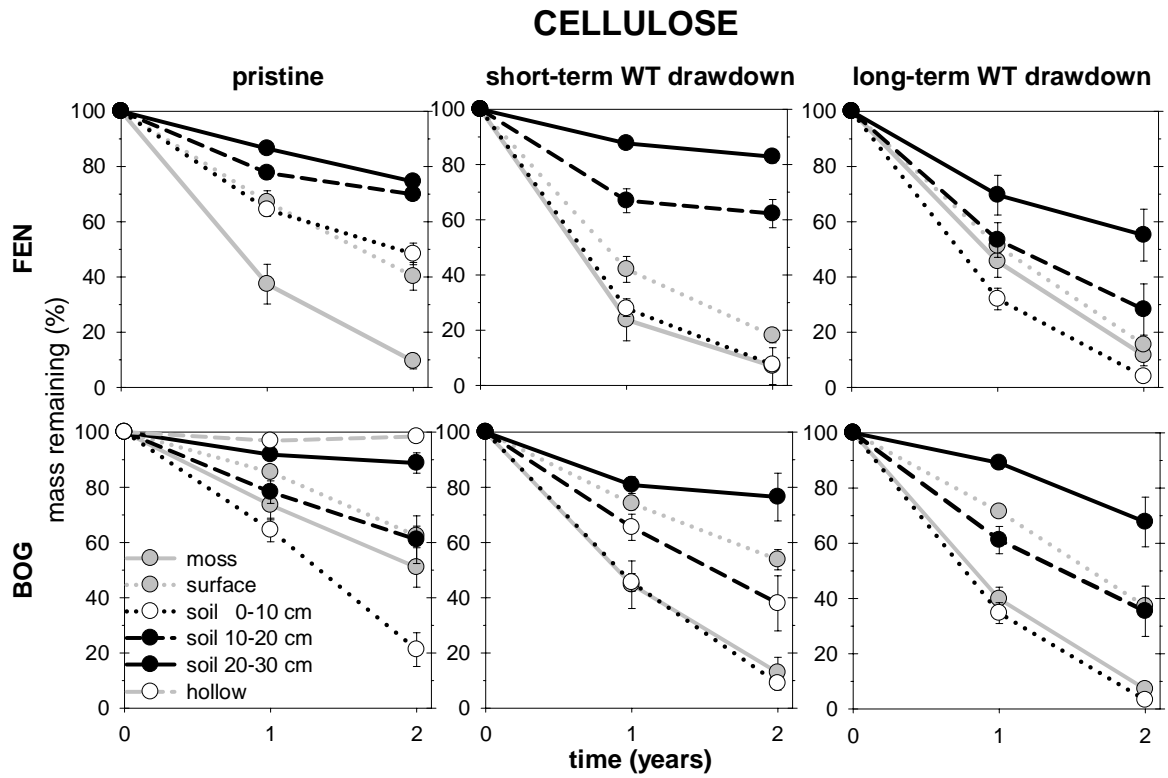 CELLULOSE
pristine
short-term WT drawdown
long-term WT drawdown
FEN
BOG
mass remaining (%)
100
80
60
40
20
0
100
80
60
40
20
0
100
80
60
40
20
0
100
80
60
40
20
0
100
80
60
40
20
0
100
80
60
40
20
0
moss
surface
soil 0-10 cm
soil 10-20 cm
soil 20-30 cm
hollow
0 1 2
0 1 2
0 1 2
time (years)